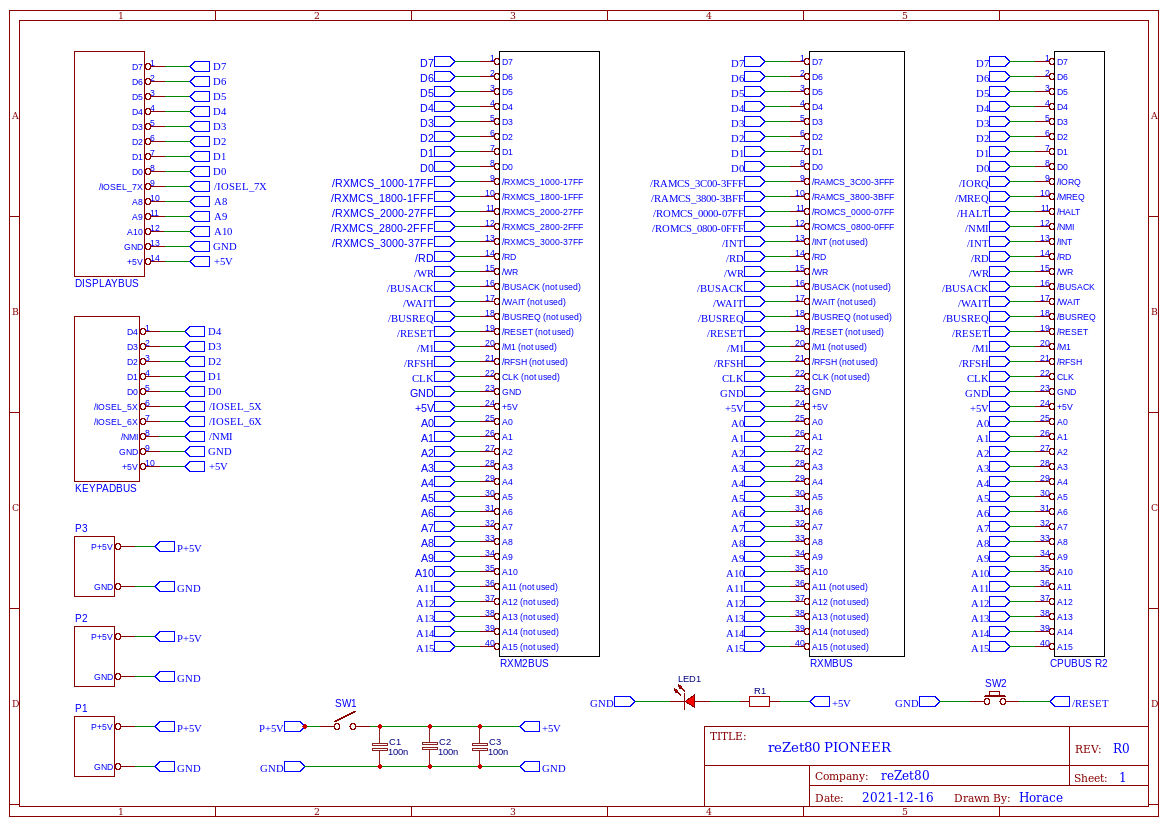 1 2 3 4 5
A
B
C
D
D7 1 D7
D6 2 D6
D5 3 D5
D4 4 D4
D3 5 D3
D2 6 D2
D1 7 D1
D0 8 D0
/IOSEL_7X 9 /IOSEL_7X
A8 10 A8
A9 11 A9
A10 12 A10
GND 13 GND
+5V 14 +5V
DISPLAYBUS
D4 1 D4
D3 2 D3
D2 3 D2
D1 4 D1
D0 5 D0
/IOSEL_5X 6 /IOSEL_5X
/IOSEL_6X 7 /IOSEL_6X
/NMI 8 /NMI
GND 9 GND
+5V 10 +5V
KEYPADBUS
P3
P+5V P+5V
GND GND
P2
P+5V P+5V
GND GND
P1
P+5V P+5V
GND GND
D7 1 D7
D6 2 D6
D5 3 D5
D4 4 D4
D3 5 D3
D2 6 D2
D1 7 D1
D0 8 D0
/RXMCS_1000-17FF 9 /RXMCS_1000-17FF
/RXMCS_1800-1FFF 10 /RXMCS_1800-1FFF
/RXMCS_2000-27FF 11 /RXMCS_2000-27FF
/RXMCS_2800-2FFF 12 /RXMCS_2800-2FFF
/RXMCS_3000-37FF 13 /RXMCS_3000-37FF
/RD 14 /RD
/WR 15 /WR
/BUSACK 16 /BUSACK (not used)
/WAIT 17 /WAIT (not used)
/BUSREQ 18 /BUSREQ (not used)
/RESET 19 /RESET (not used)
/M1 20 /M1 (not used)
/RFSH 21 /RFSH (not used)
CLK 22 CLK (not used)
GND 23 GND
+5V 24 +5V
A0 25 A0
A1 26 A1
A2 27 A2
A3 28 A3
A4 29 A4
A5 30 A5
A6 31 A6
A7 32 A7
A8 33 A8
A9 34 A9
A10 35 A10
A11 36 A11 (not used)
A12 37 A12 (not used)
A13 38 A13 (not used)
A14 39 A14 (not used)
A15 40 A15 (not used)
RXM2BUS
D7 1 D7
D6 2 D6
D5 3 D5
D4 4 D4
D3 5 D3
D2 6 D2
D1 7 D1
D0 8 D0
/RAMCS_3C00-3FFF 9 /RAMCS_3C00-3FFF
/RAMCS_3800-3BFF 10 /RAMCS_3800-3BFF
/ROMCS_0000-07FF 11 /ROMCS_0000-07FF
/ROMCS_0800-0FFF 12 /ROMCS_0800-0FFF
/INT 13 /INT (not used)
/RD 14 /RD
/WR 15 /WR
/BUSACK 16 /BUSACK (not used)
/WAIT 17 /WAIT (not used)
/BUSREQ 18 /BUSREQ (not used)
/RESET 19 /RESET (not used)
/M1 20 /M1 (not used)
/RFSH 21 /RFSH (not used)
CLK 22 CLK (not used)
GND 23 GND
+5V 24 +5V
A0 25 A0
A1 26 A1
A2 27 A2
A3 28 A3
A4 29 A4
A5 30 A5
A6 31 A6
A7 32 A7
A8 33 A8
A9 34 A9
A10 35 A10
A11 36 A11 (not used)
A12 37 A12 (not used)
A13 38 A13 (not used)
A14 39 A14 (not used)
A15 40 A15 (not used)
RXMBUS
D7 1 D7
D6 2 D6
D5 3 D5
D4 4 D4
D3 5 D3
D2 6 D2
D1 7 D1
D0 8 D0
/IORQ 9 /IORQ
/MREQ 10 /MREQ
/HALT 11 /HALT
/NMI 12 /NMI
/INT 13 /INT
/RD 14 /RD
/WR 15 /WR
/BUSACK 16 /BUSACK
/WAIT 17 /WAIT
/BUSREQ 18 /BUSREQ
/RESET 19 /RESET
/M1 20 /M1
/RFSH 21 /RFSH
CLK 22 CLK
GND 23 GND
+5V 24 +5V
A0 25 A0
A1 26 A1
A2 27 A2
A3 28 A3
A4 29 A4
A5 30 A5
A6 31 A6
A7 32 A7
A8 33 A8
A9 34 A9
A10 35 A10
A11 36 A11
A12 37 A12
A13 38 A13
A14 39 A14
A15 40 A15
CPUBUS R2
SW1
P+5V +5V
C1 C2 C3
100n 100n 100n
GND GND
LED1
R1
GND +5V
SW2
GND /RESET
TITLE:
reZet80 PIONEER
REV: R0
Company: reZet80
Sheet: 1
Date: 2021-12-16 Drawn By: Horace
A
B
C
D
1 2 3 4 5